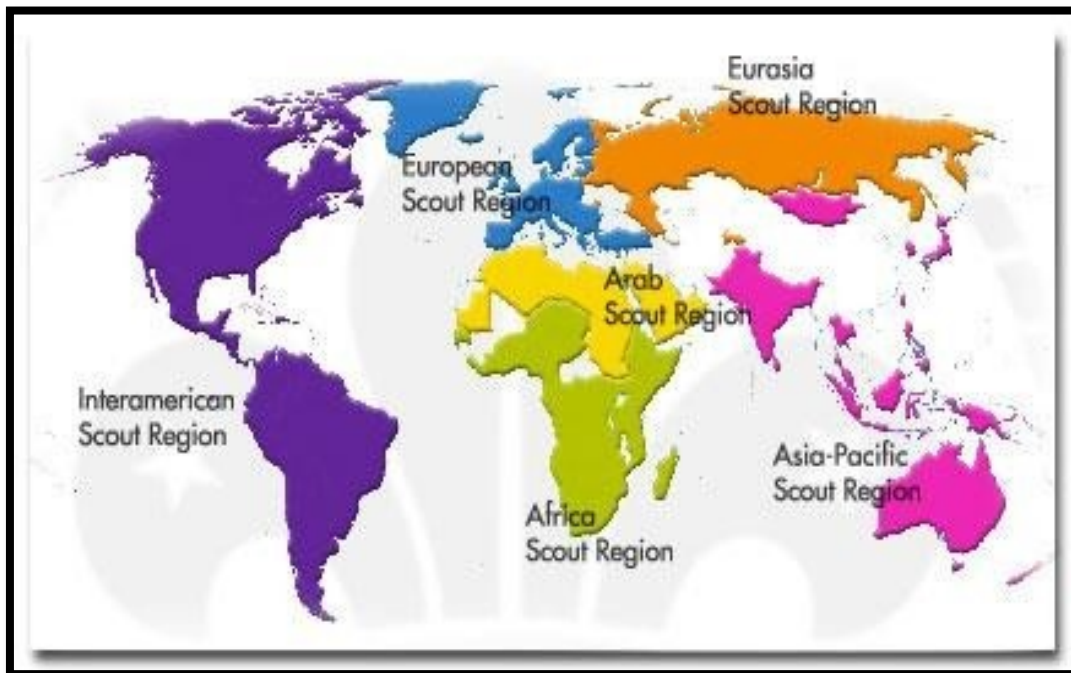 Eurasia
Scout Region
European
Scout Region
Arab
Scout Region
Interamerican
Scout Region
Asia-Pacific
Scout Region
Africa
Scout Region